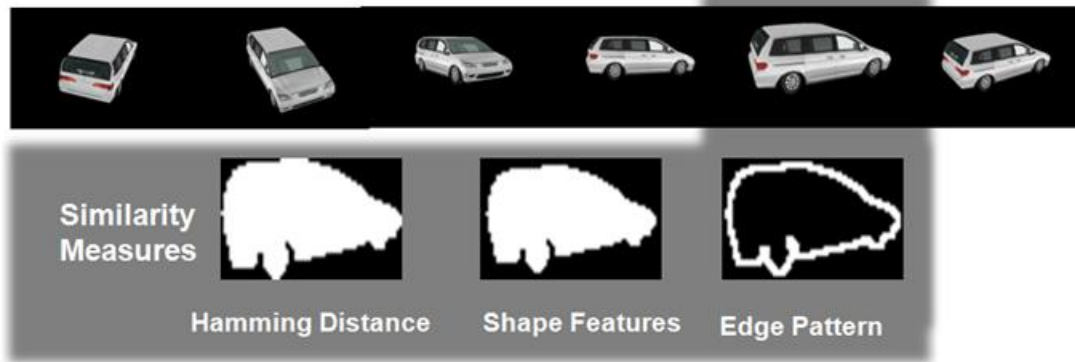 Similarity
Measures
Hamming Distance
Shape Features
Edge Pattern